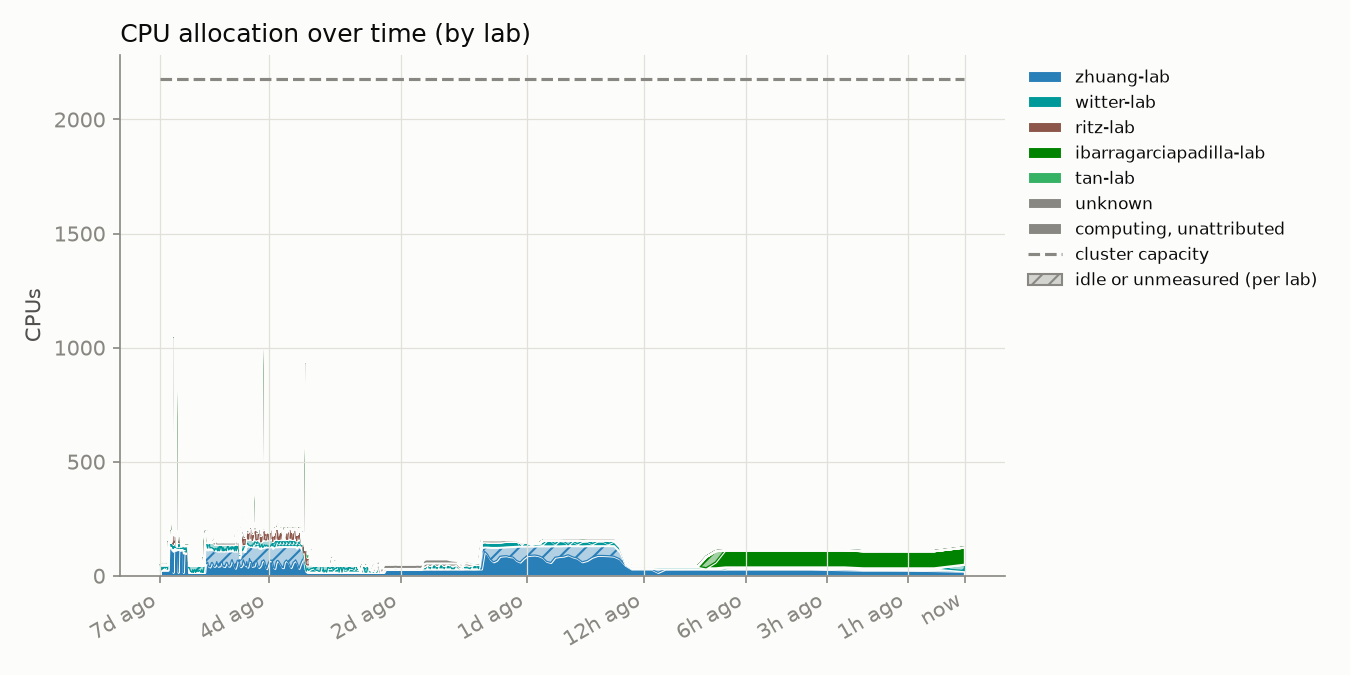 CPU allocation over time (by lab)
CPUs
2000
1500
1000
500
0
7d ago
4d ago
2d ago
1d ago
12h ago
6h ago
3h ago
1h ago
now
zhuang-lab
witter-lab
ritz-lab
ibarragarciapadilla-lab
tan-lab
unknown
computing, unattributed
cluster capacity
idle or unmeasured (per lab)